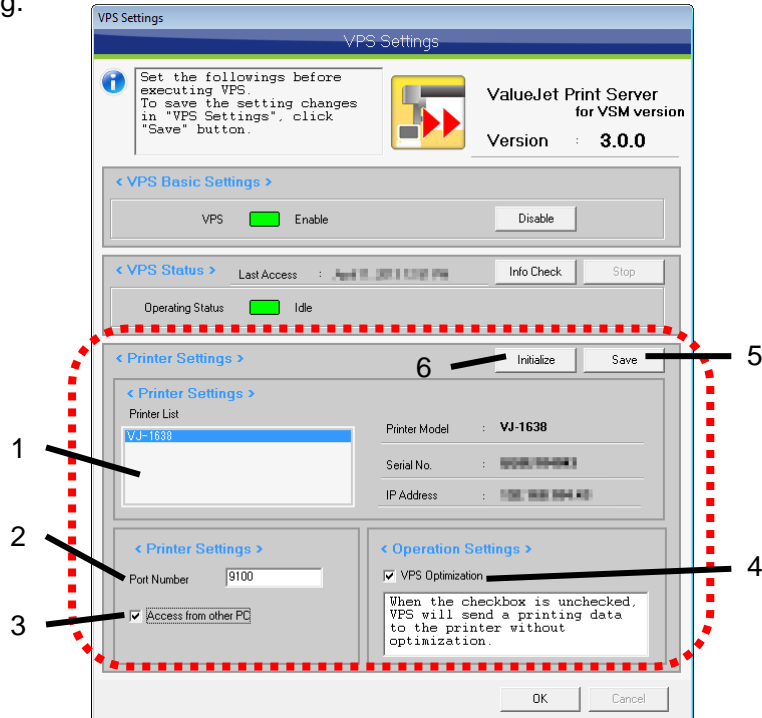 g.
VPS Settings
VPS Settings
Set the followings before
executing VPS.
To save the setting changes
in "VPS Settings", click
"Save" button.
ValueJet Print Server
for VSM version
Version : 3.0.0
< VPS Basic Settings >
VPS Enable Disable
< VPS Status > Last Access : Info Check Stop
Operating Status Idle
< Printer Settings > 6 Initialize Save 5
< Printer Settings >
Printer List
VJ-1638
Printer Model : VJ-1638
1
Serial No. :
IP Address :
2
< Printer Settings >
Port Number 9100
3 Access from other PC
< Operation Settings >
VPS Optimization 4
When the checkbox is unchecked,
VPS will send a printing data
to the printer without
optimization.
OK Cancel